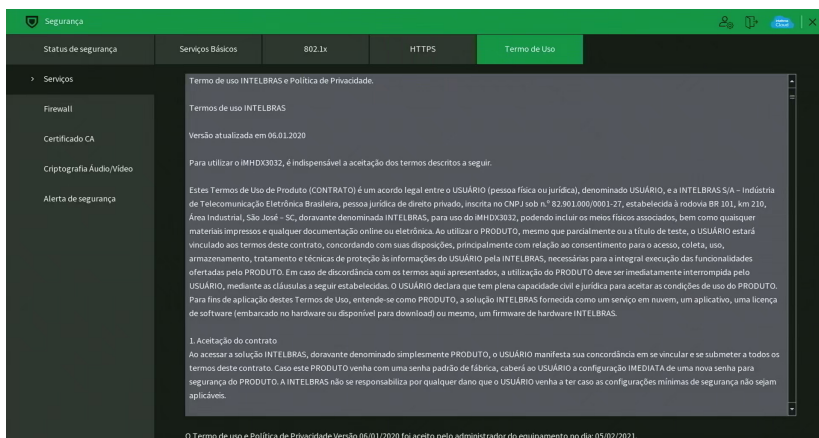 Segurança
Cloud
Status de segurança
Serviços Básicos
802.1x
HTTPS
Termo de Uso
Serviços
Firewall
Certificado CA
Criptografia Áudio/Vídeo
Alerta de segurança
Termo de uso INTELBRAS e Política de Privacidade.
Termos de uso INTELBRAS
Versão atualizada em 06.01.2020
Para utilizar o iMHDX3032, é indispensável a aceitação dos termos descritos a seguir.
Estes Termos de Uso de Produto (CONTRATO) é um acordo legal entre o USUÁRIO (pessoa física ou jurídica), denominado USUÁRIO, e a INTELBRAS S/A – Indústria
de Telecomunicação Eletrônica Brasileira, pessoa jurídica de direito privado, inscrita no CNPJ sob n.º 82.901.000/0001-27, estabelecida à rodovia BR 101, km 210,
Área Industrial, São José – SC, doravante denominada INTELBRAS, para uso do iMHDX3032, podendo incluir os meios físicos associados, bem como quaisquer
materiais impressos e qualquer documentação online ou eletrônica. Ao utilizar o PRODUTO, mesmo que parcialmente ou a título de teste, o USUÁRIO estará
vinculado aos termos deste contrato, concordando com suas disposições, principalmente com relação ao consentimento para o acesso, coleta, uso,
armazenamento, tratamento e técnicas de proteção às informações do USUÁRIO pela INTELBRAS, necessárias para a integral execução das funcionalidades
ofertadas pelo PRODUTO. Em caso de discordância com os termos aqui apresentados, a utilização do PRODUTO deve ser imediatamente interrompida pelo
USUÁRIO, mediante as cláusulas a seguir estabelecidas. O USUÁRIO declara que tem plena capacidade civil e jurídica para aceitar as condições de uso do PRODUTO.
Para fins de aplicação destes Termos de Uso, entende-se como PRODUTO, a solução INTELBRAS fornecida como um serviço em nuvem, um aplicativo, uma licença
de software (embarcado no hardware ou disponível para download) ou mesmo, um firmware de hardware INTELBRAS.
1. Aceitação do contrato
Ao acessar a solução INTELBRAS, doravante denominado simplesmente PRODUTO, o USUÁRIO manifesta sua concordância em se vincular e se submeter a todos os
termos deste contrato. Caso este PRODUTO venha com uma senha padrão de fábrica, caberá ao USUÁRIO a configuração IMEDIATA de uma nova senha para
segurança do PRODUTO. A INTELBRAS não se responsabiliza por qualquer dano que o USUÁRIO venha a ter caso as configurações mínimas de segurança não sejam
aplicáveis.
O Termo de uso e Política de Privacidade Versão 06/01/2020 foi aceito pelo administrador do equipamento no dia: 05/02/2021.